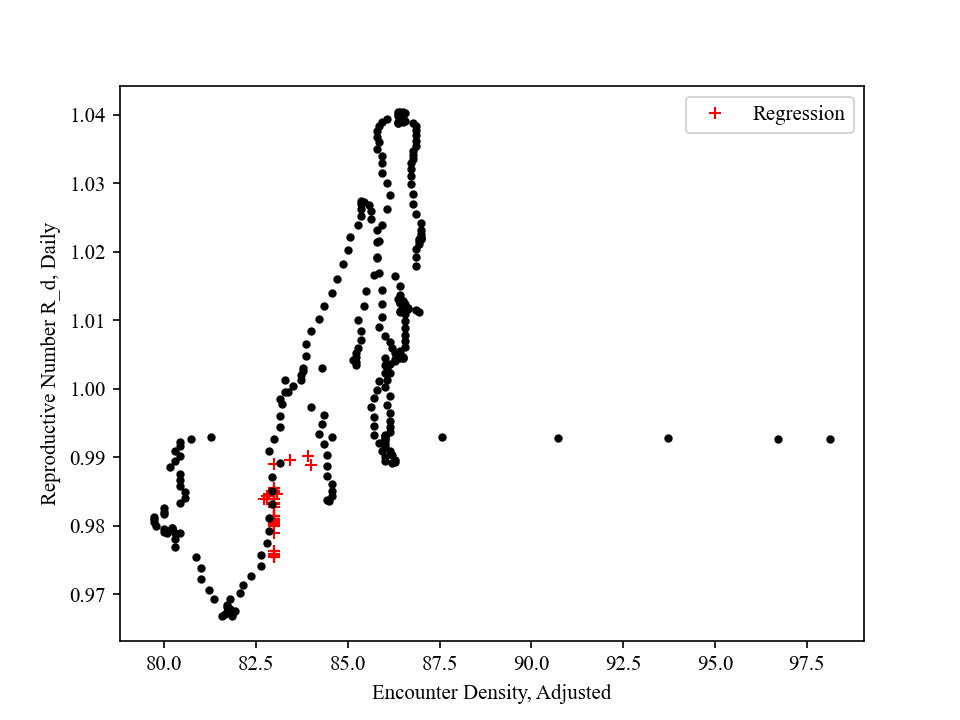 Regression
1.04
1.03
1.02
1.01
1.00
0.99
0.98
0.97
Reproductive Number R_d, Daily
80.0 82.5 85.0 87.5 90.0 92.5 95.0 97.5
Encounter Density, Adjusted